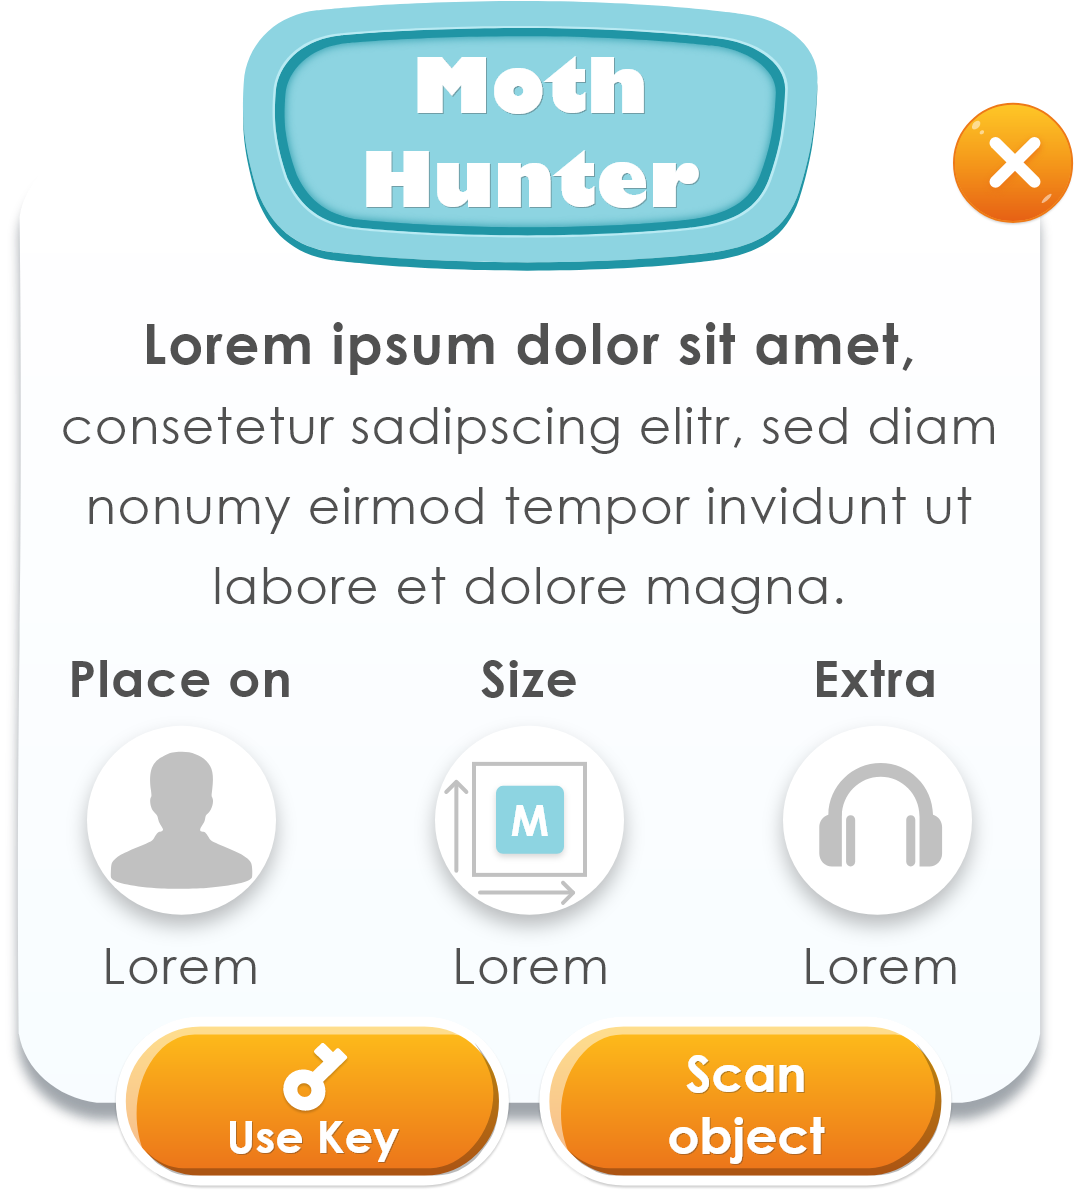 Moth
Hunter
Lorem ipsum dolor sit amet,
consetetur sadipscing elitr, sed diam
nonumy eirmod tempor invidunt ut
labore et dolore magna.
Place on Size Extra
M
Lorem Lorem Lorem
Use Key
Scan
object